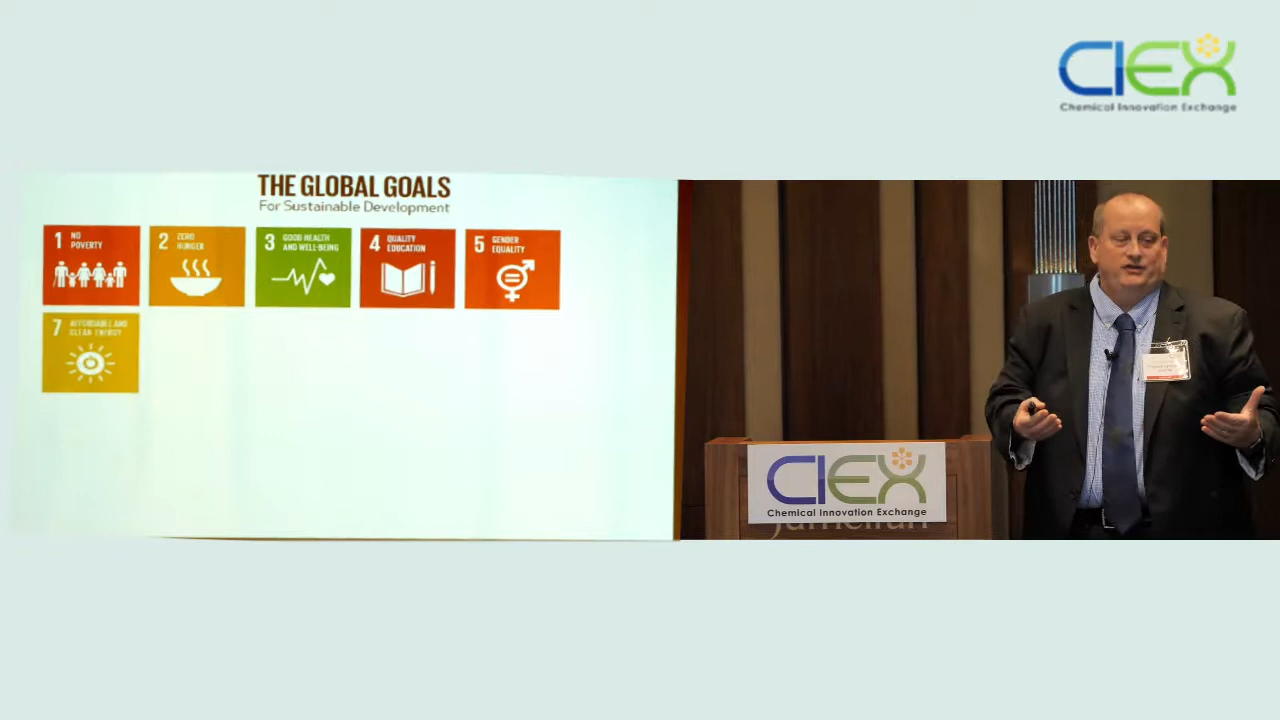 CIEX
Chemical Innovation Exchange
THE GLOBAL GOALS
For Sustainable Development
1 NO
POVERTY
2 ZERO
HUNGER
3 GOOD HEALTH
AND WELL-BEING
4 QUALITY
EDUCATION
5 GENDER
EQUALITY
7 AFFORDABLE AND
CLEAN ENERGY
CIEX
Chemical Innovation Exchange